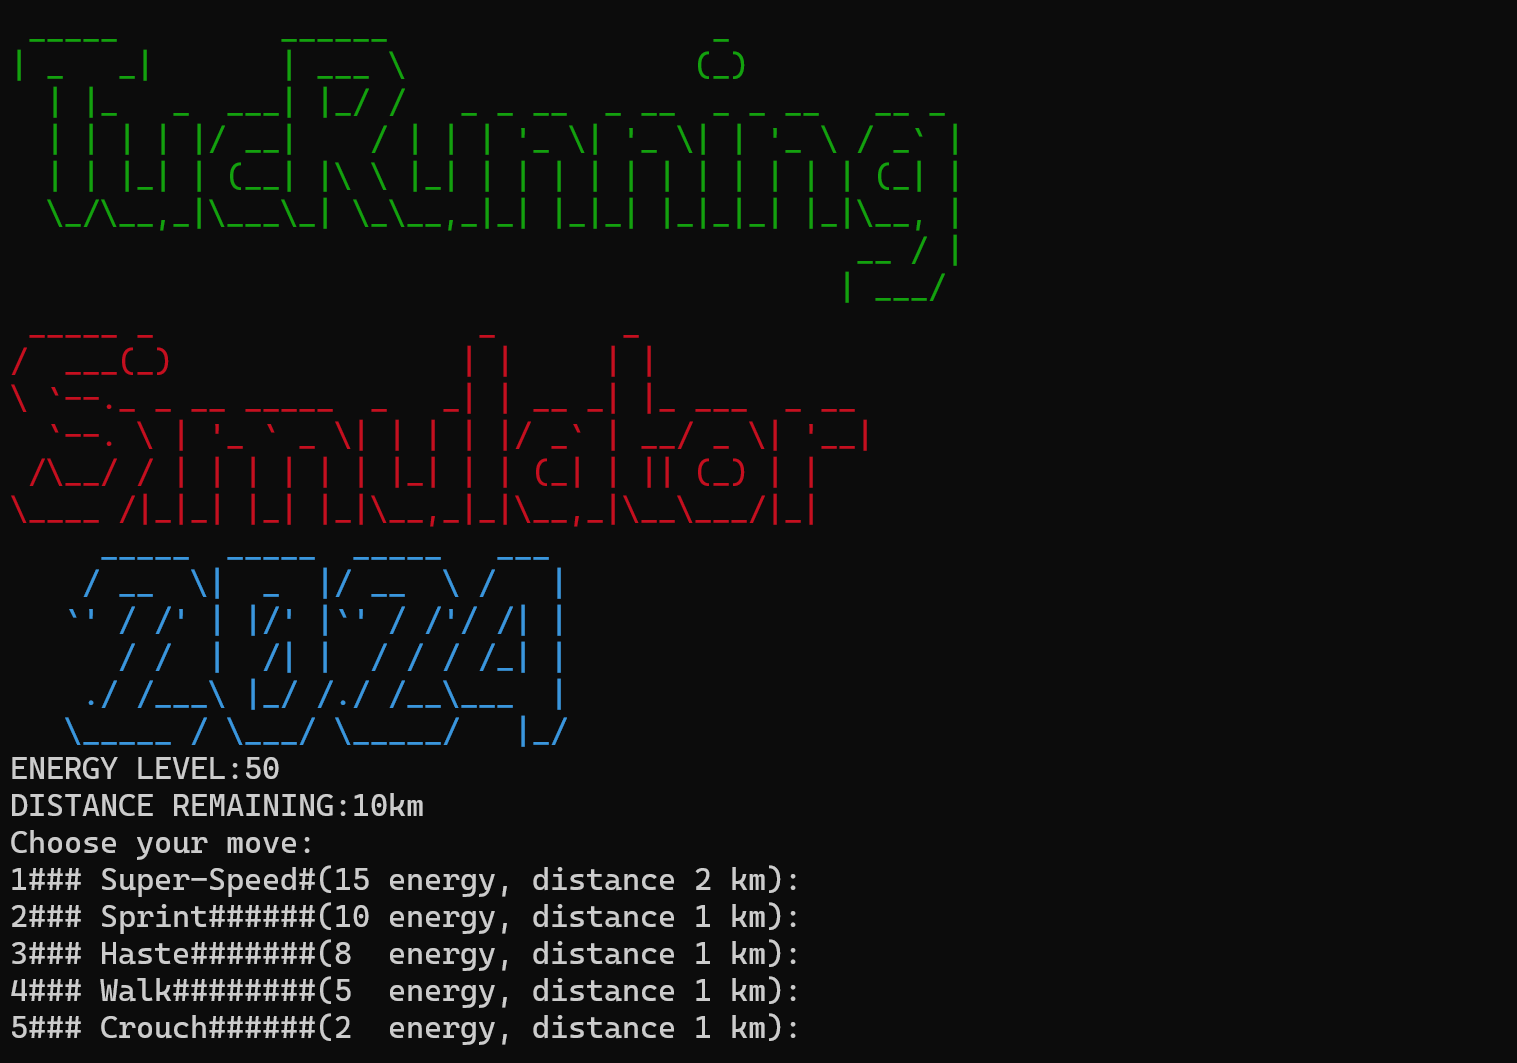 TucRunning
Simulator
2024
ENERGY LEVEL:50
DISTANCE REMAINING:10km
Choose your move:
1### Super-Speed#(15 energy, distance 2 km):
2### Sprint######(10 energy, distance 1 km):
3### Haste#######(8  energy, distance 1 km):
4### Walk########(5  energy, distance 1 km):
5### Crouch######(2  energy, distance 1 km):